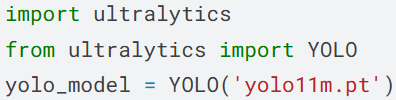 import ultralytics
from ultralytics import YOLO
yolo_model = YOLO('yolo11m.pt')